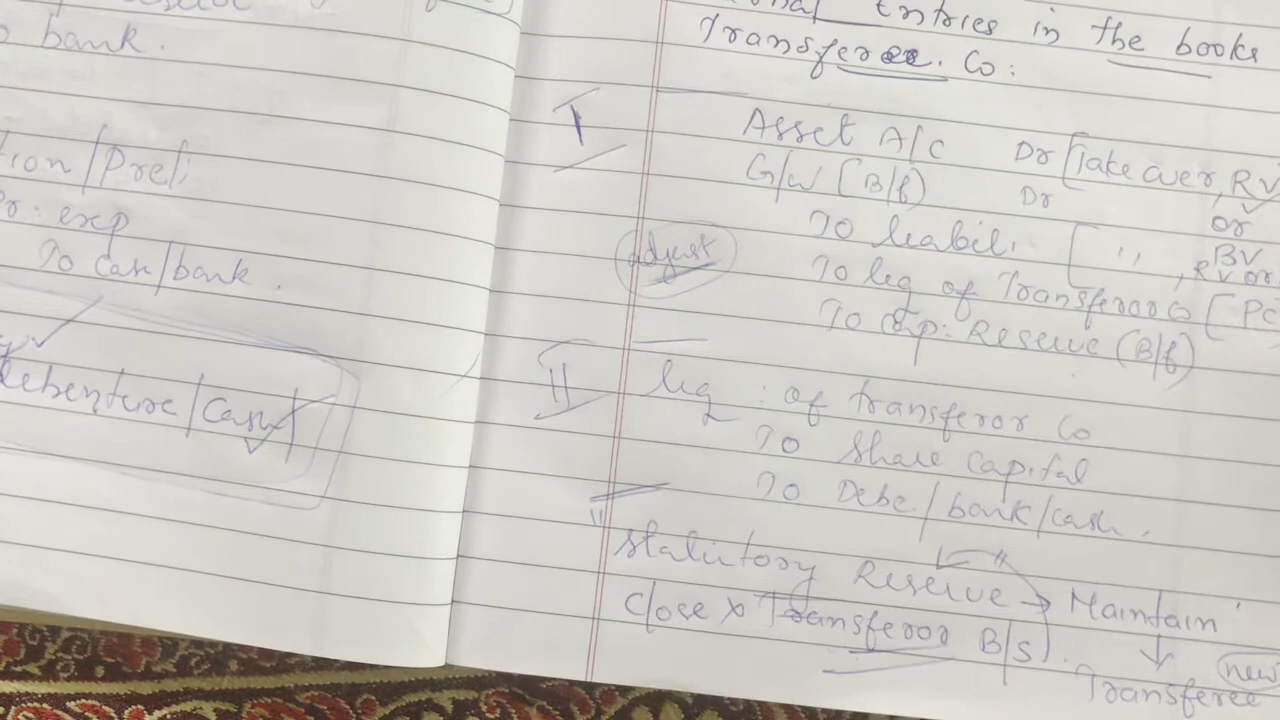 bank.
tion/Preli
Dr: exp
To cash/bank.
Debenture/Cash
Entries in the books
Transferee. Co:
I
Asset A/C Dr [Take over, RV
or
G/W (B/f) Dr
BV
To liabili. [ ,, , RV or
adjust
To liq of Transferor Co [PC
To Cap: Reserve (B/f)
II liq : of transferor Co
To Share Capital
To Debe/bank/cash.
Statutory Reserve → Maintain
Close x Transferor B/S).
new
Transferee